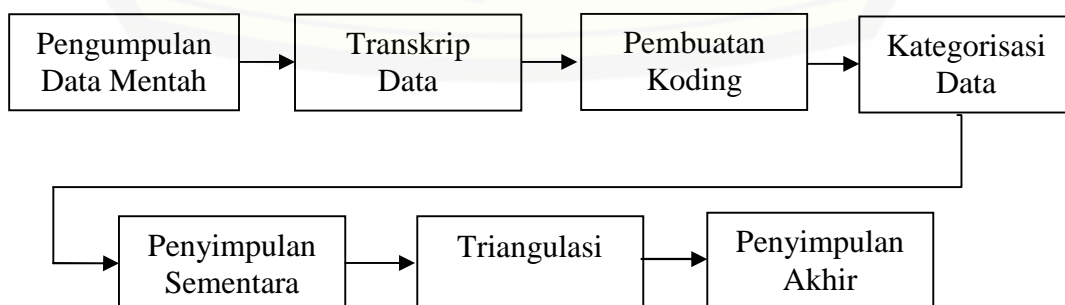 Pengumpulan
Data Mentah
Transkrip
Data
Pembuatan
Koding
Kategorisasi
Data
Penyimpulan
Sementara
Triangulasi
Penyimpulan
Akhir